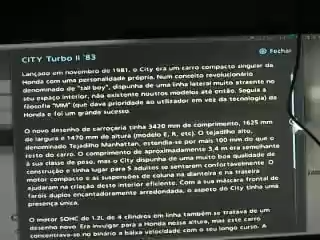 CITY Turbo II '83
Fechar
Lançado em novembro de 1981, o City era um carro compacto singular da
Honda com uma personalidade própria. Num conceito revolucionário
denominado de "tall boy", dispunha de uma linha lateral muito atraente no
seu espaço interior, não existente noutros modelos até então. Seguia a
filosofia "MM" (que dava prioridade ao utilizador em vez da tecnologia) da
Honda e foi um grande sucesso.
O novo desenho de carroçaria tinha 3420 mm de comprimento, 1625 mm
de largura e 1470 mm de altura (modelo E, R, etc). O tejadilho alto,
denominado Tejadilho Manhattan, estendia-se por mais 100 mm do que o
resto do carro. O comprimento de aproximadamente 3,4 m era semelhante
à sua classe de peso, mas o City dispunha de uma muito boa qualidade de
construção e tinha lugar para 5 adultos se sentarem confortavelmente. O
motor compacto e as suspensões de coluna na dianteira e na traseira
ajudaram na criação deste interior eficiente. Com a sua máscara frontal de
faróis duplos encantadoramente arredondada, o aspeto do City tinha uma
presença única.
O motor SOHC de 1.2L de 4 cilindros em linha também se tratava de um
desenho novo. Era invulgar para a Honda nessa altura, mas este carro
concentrava-se no binário a baixa velocidade com o seu longo curso. A